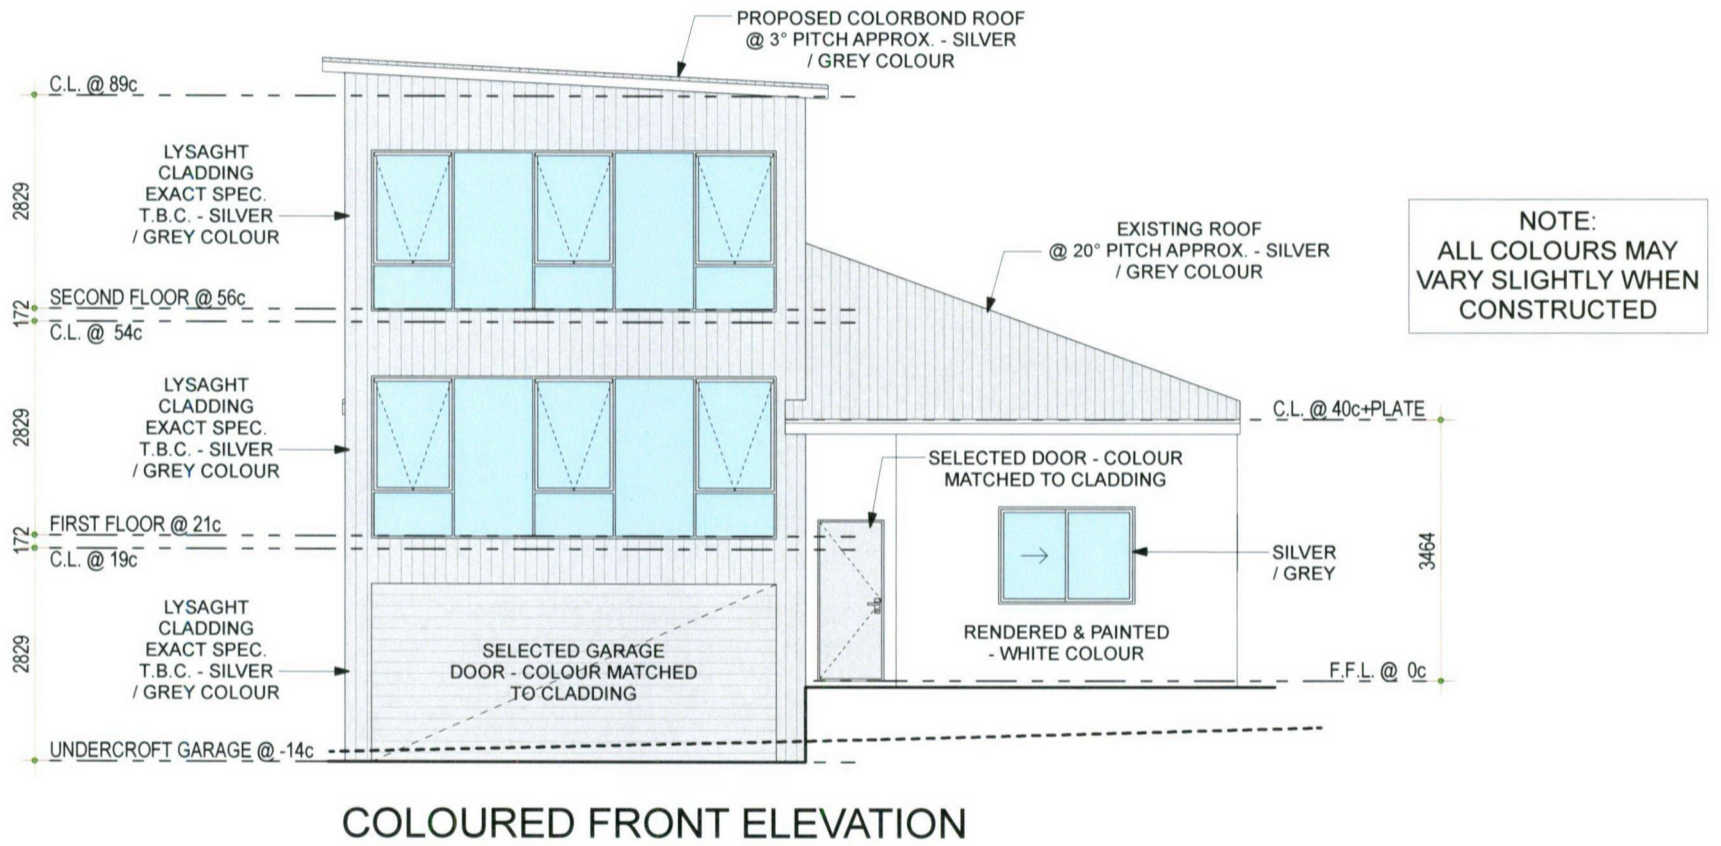 PROPOSED COLORBOND ROOF
@ 3° PITCH APPROX. - SILVER
/ GREY COLOUR
C.L. @ 89c
LYSAGHT
CLADDING
EXACT SPEC.
T.B.C. - SILVER
/ GREY COLOUR
2829
EXISTING ROOF
@ 20° PITCH APPROX. - SILVER
/ GREY COLOUR
NOTE:
ALL COLOURS MAY
VARY SLIGHTLY WHEN
CONSTRUCTED
SECOND FLOOR @ 56c
172
C.L. @ 54c
LYSAGHT
CLADDING
EXACT SPEC.
T.B.C. - SILVER
/ GREY COLOUR
2829
C.L. @ 40c+PLATE
SELECTED DOOR - COLOUR
MATCHED TO CLADDING
FIRST FLOOR @ 21c
172
C.L. @ 19c
SILVER
/ GREY
3464
LYSAGHT
CLADDING
EXACT SPEC.
T.B.C. - SILVER
/ GREY COLOUR
2829
SELECTED GARAGE
DOOR - COLOUR MATCHED
TO CLADDING
RENDERED & PAINTED
- WHITE COLOUR
F.F.L. @ 0c
UNDERCROFT GARAGE @ -14c
COLOURED FRONT ELEVATION